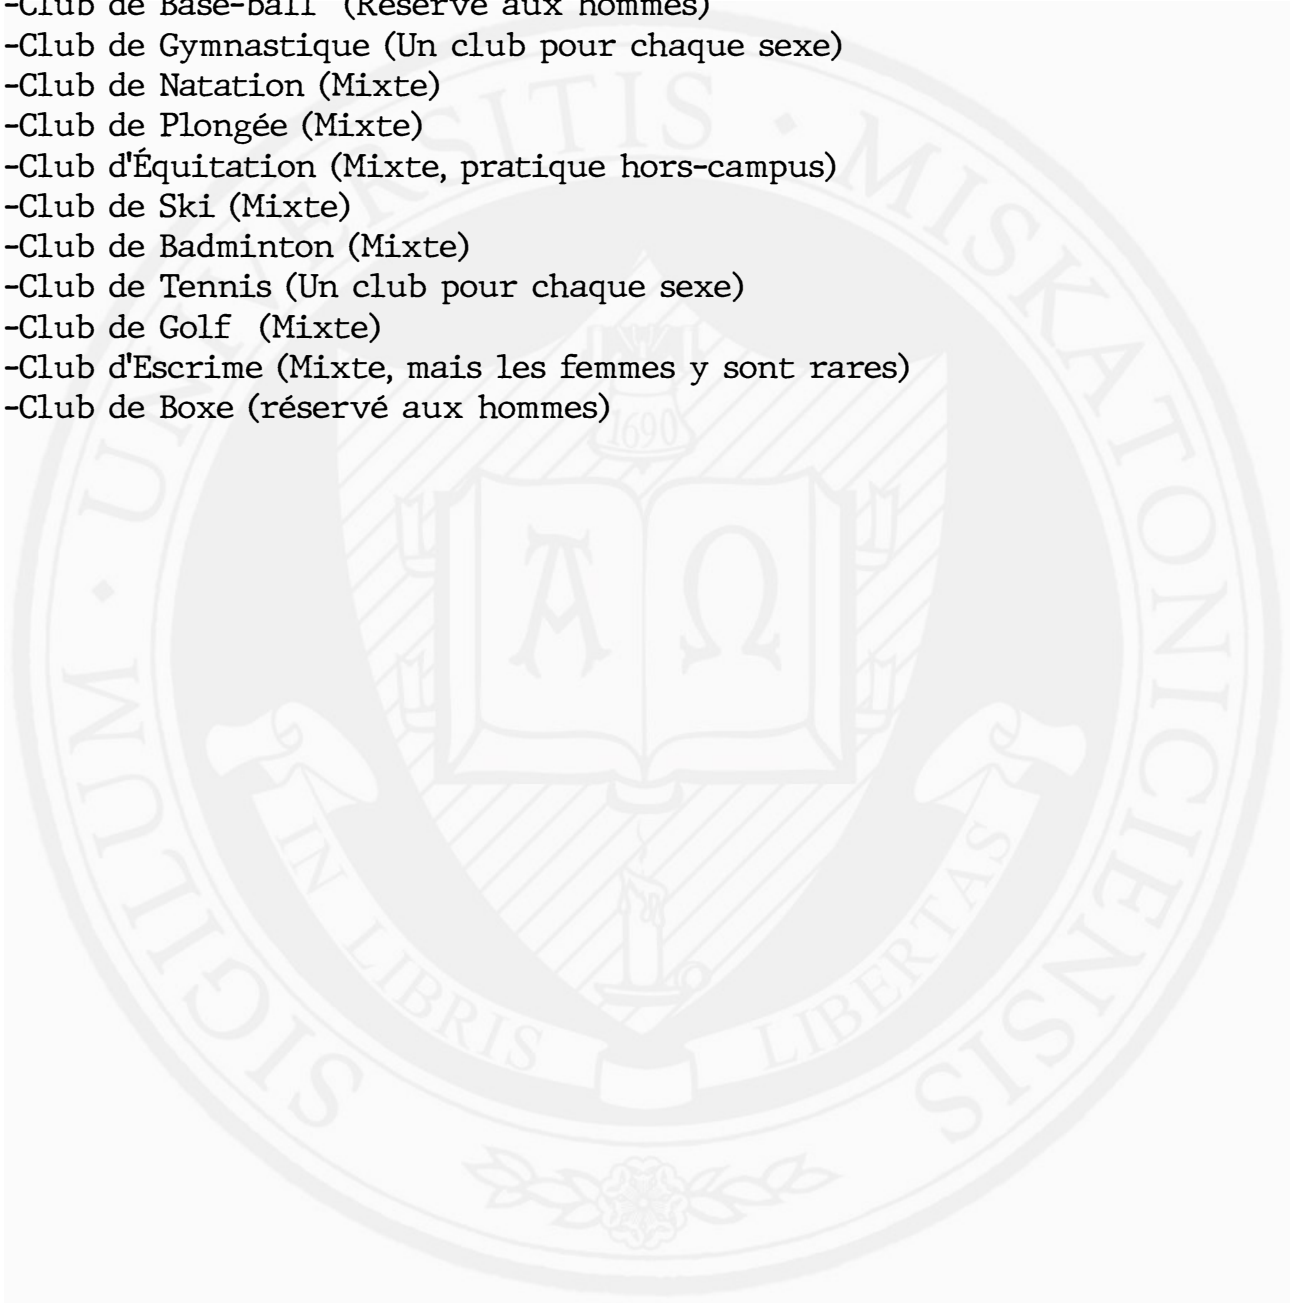 -Club de Base-ball  (Réservé aux hommes)
-Club de Gymnastique (Un club pour chaque sexe)
-Club de Natation (Mixte)
-Club de Plongée (Mixte)
-Club d'Équitation (Mixte, pratique hors-campus)
-Club de Ski (Mixte)
-Club de Badminton (Mixte)
-Club de Tennis (Un club pour chaque sexe)
-Club de Golf  (Mixte)
-Club d'Escrime (Mixte, mais les femmes y sont rares)
-Club de Boxe (réservé aux hommes)
SIGILUM • UNIVERSITIS • MISKATONICIENSIS
1690
Α Ω
IN LIBRIS LIBERTAS